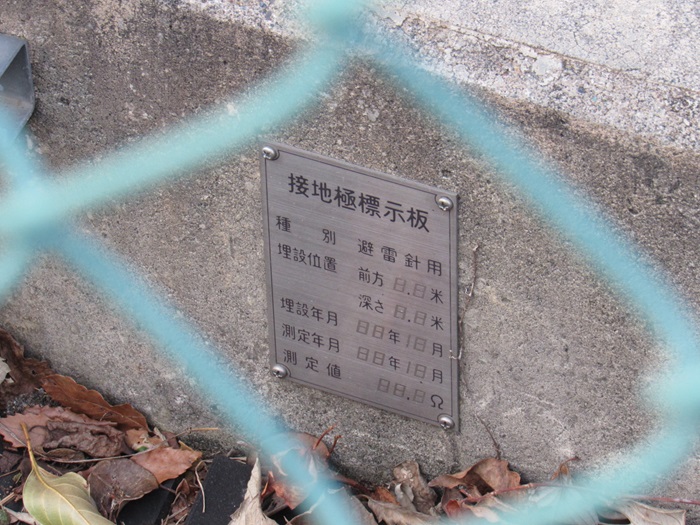 接地極標示板
種別 避雷針用
埋設位置 前方 8.8米
深さ 8.8米
埋設年月 88年18月
測定年月 88年18月
測定値 88.8Ω